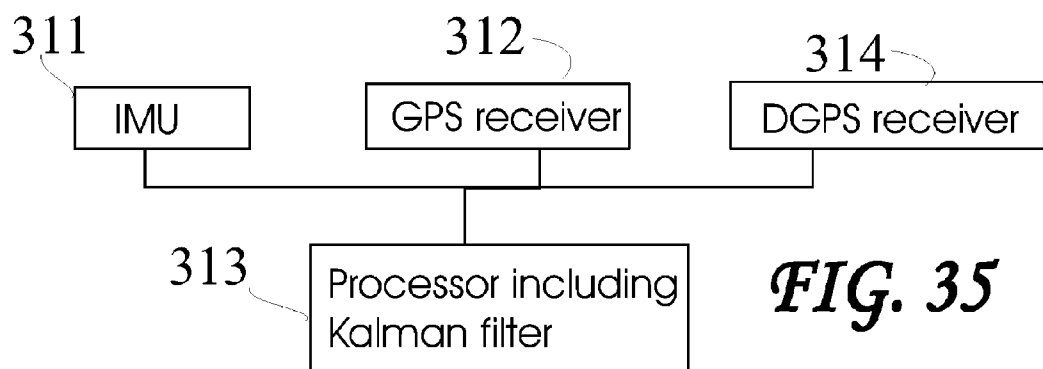 311
312
314
IMU
GPS receiver
DGPS receiver
313
Processor including
Kalman filter
FIG. 35